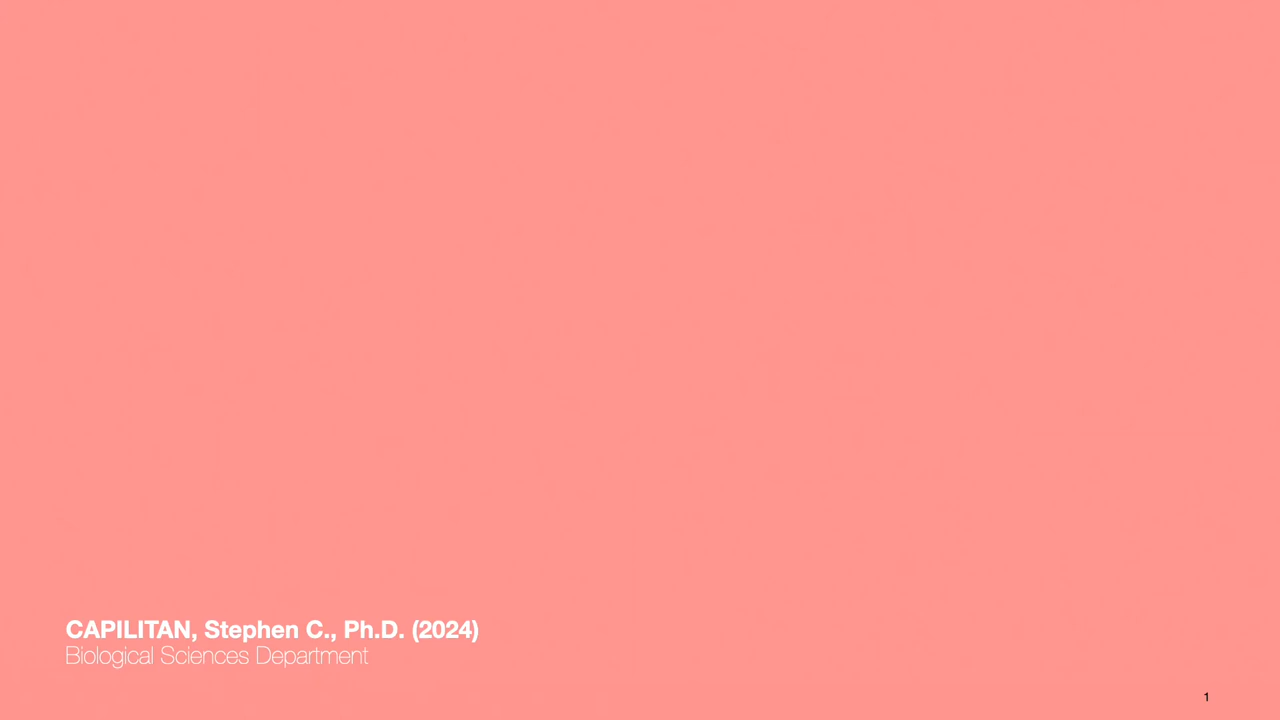 CAPILITAN, Stephen C., Ph.D. (2024)
Biological Sciences Department
1